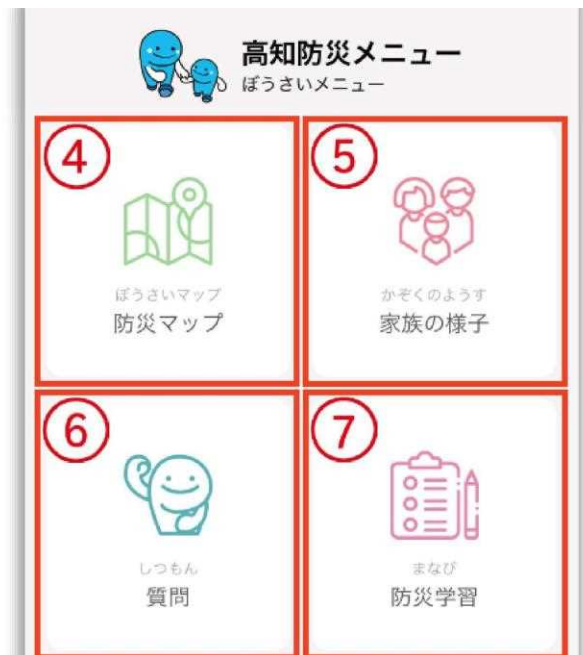 高知防災メニュー
ぼうさいメニュー
④
⑤
ぼうさいマップ
防災マップ
かぞくのようす
家族の様子
⑥
⑦
しつもん
質問
まなび
防災学習